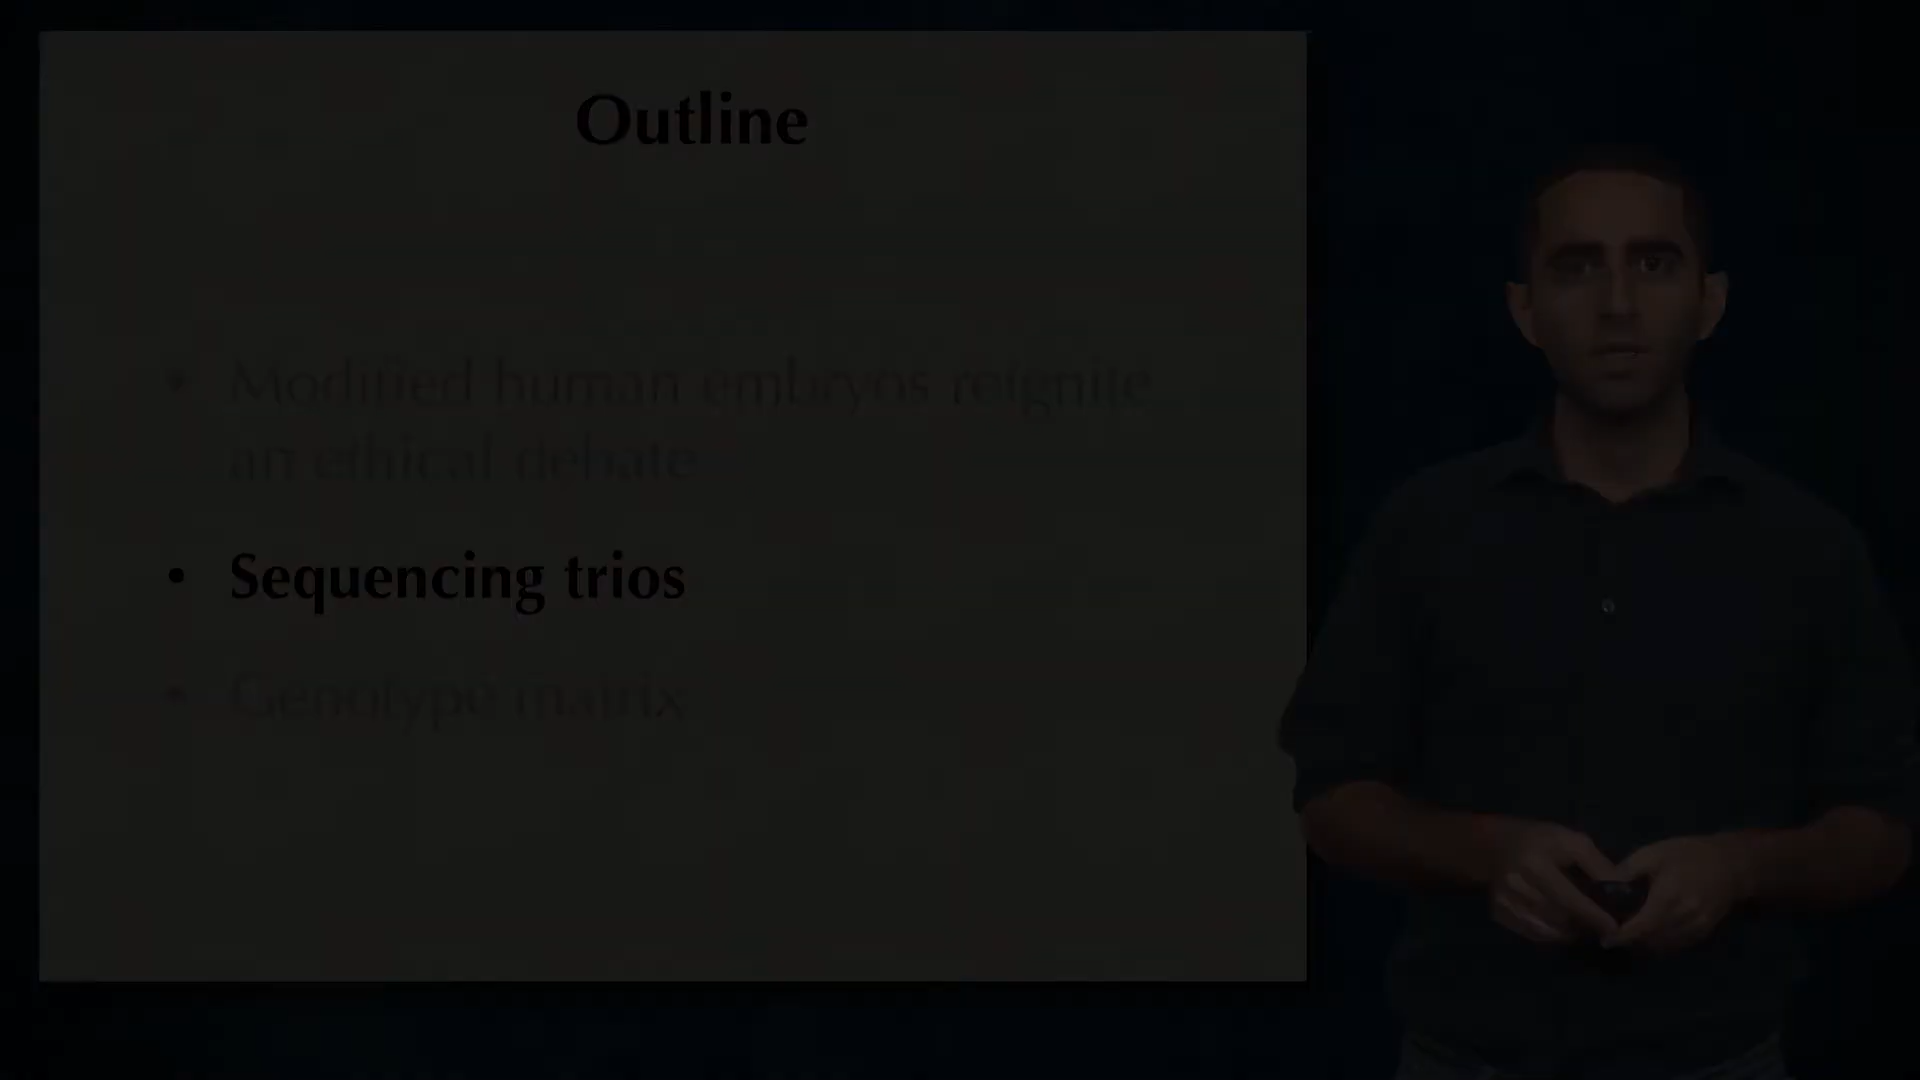 Outline
• Modified human embryos reignite
an ethical debate
• Sequencing trios
• Genotype matrix